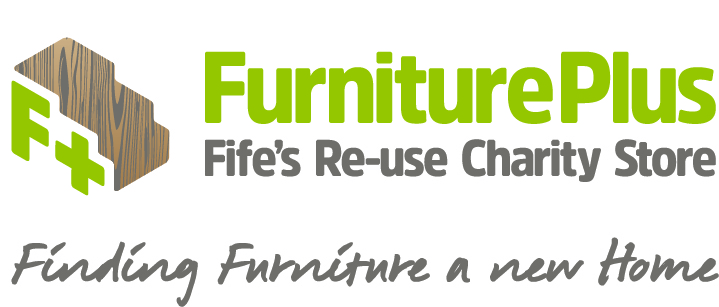 F+
FurniturePlus
Fife's Re-use Charity Store
Finding Furniture a new Home